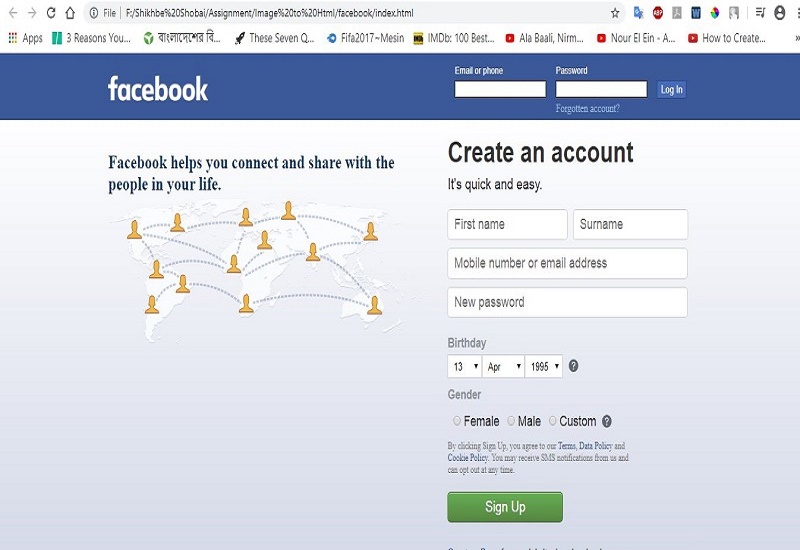 File F:/Shikhbe%20Shobai/Assignment/Image%20to%20Html/facebook/index.html
Apps 3 Reasons You... বাংলাদেশের বি... These Seven Q... Fifa2017~Mesin IMDb: 100 Best... Ala Baali, Nirm... Nour El Ein - A... How to Create...
facebook
Email or phone Password
Log In
Forgotten account?
Facebook helps you connect and share with the
people in your life.
Create an account
It's quick and easy.
First name Surname
Mobile number or email address
New password
Birthday
13 Apr 1995 ?
Gender
Female Male Custom ?
By clicking Sign Up, you agree to our Terms, Data Policy and
Cookie Policy. You may receive SMS notifications from us and
can opt out at any time.
Sign Up